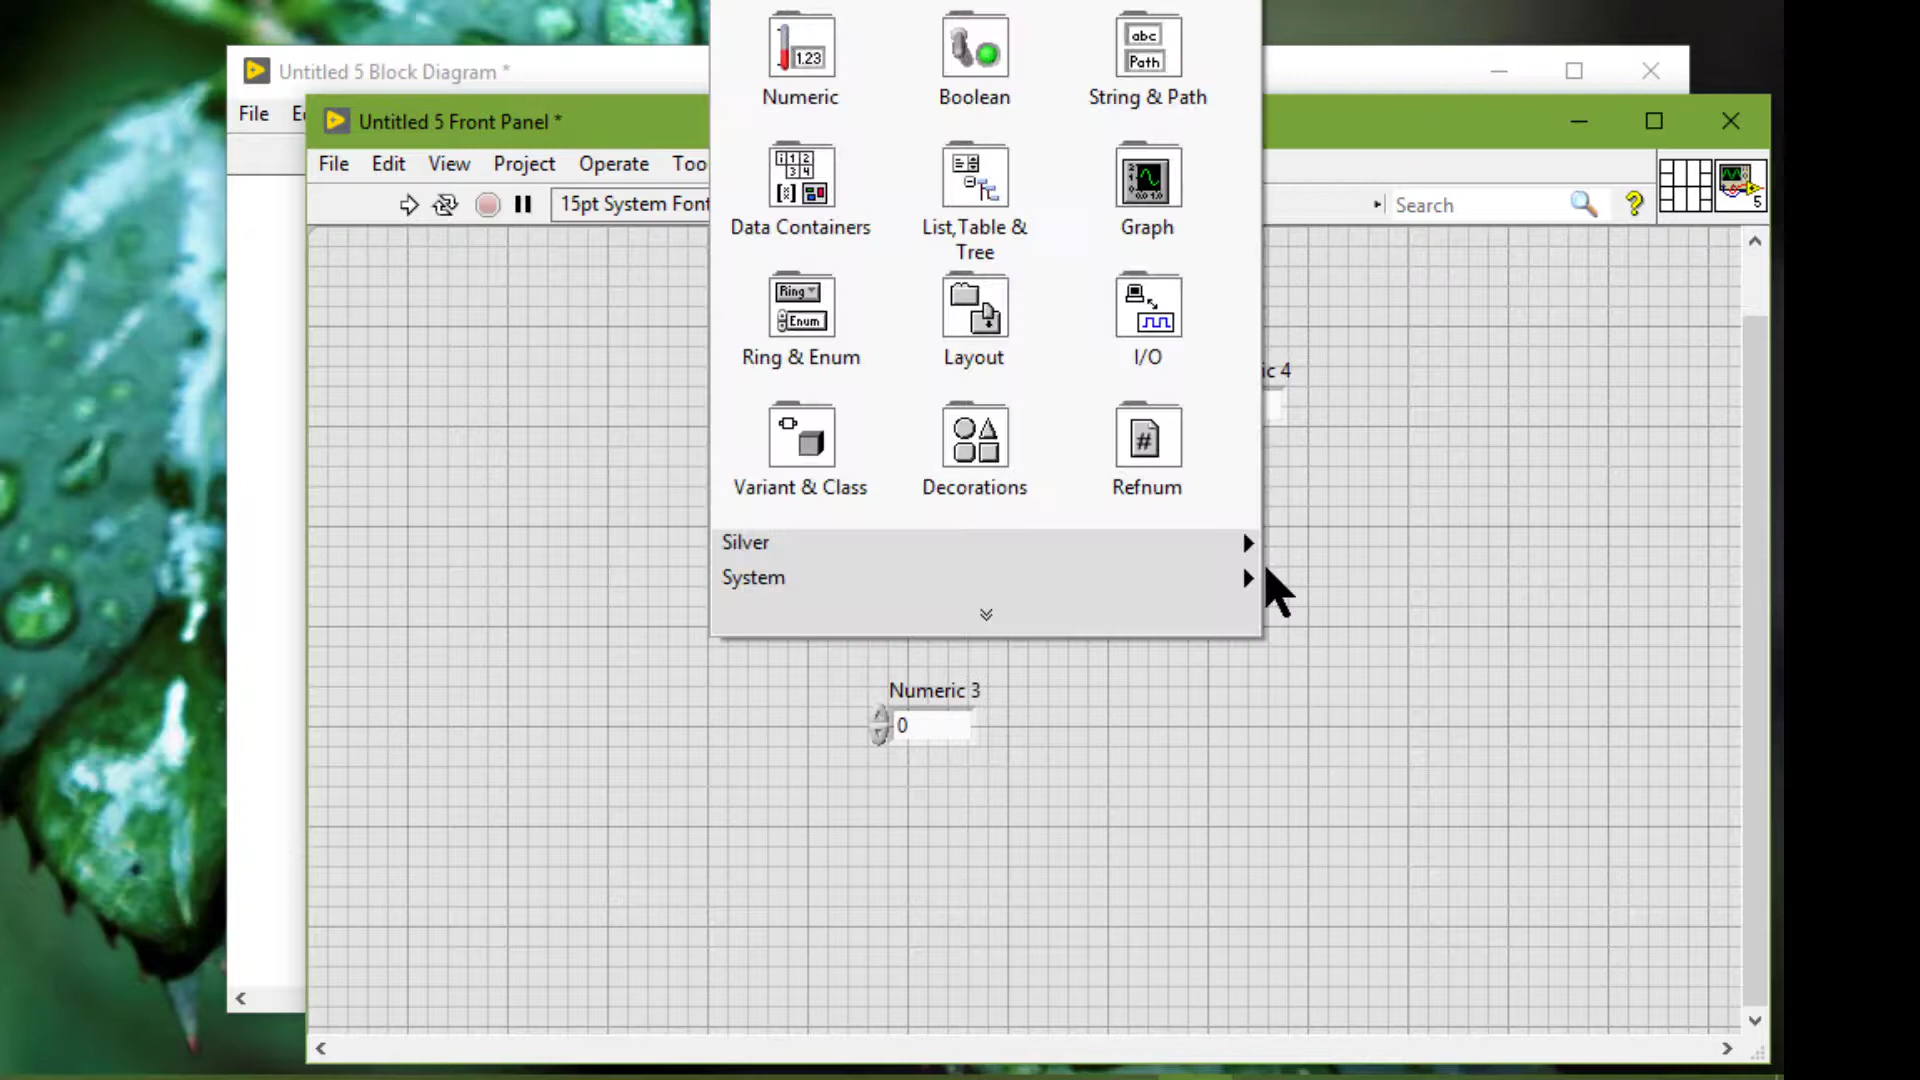 Untitled 5 Block Diagram *
File
Untitled 5 Front Panel *
File Edit View Project Operate
15pt System Font
Search
5
1.23
Numeric
Boolean
abc
Path
String & Path
Data Containers
List, Table &
Tree
Graph
Ring
Enum
Ring & Enum
Layout
I/O
Variant & Class
Decorations
#
Refnum
Silver
System
ic 4
Numeric 3
0